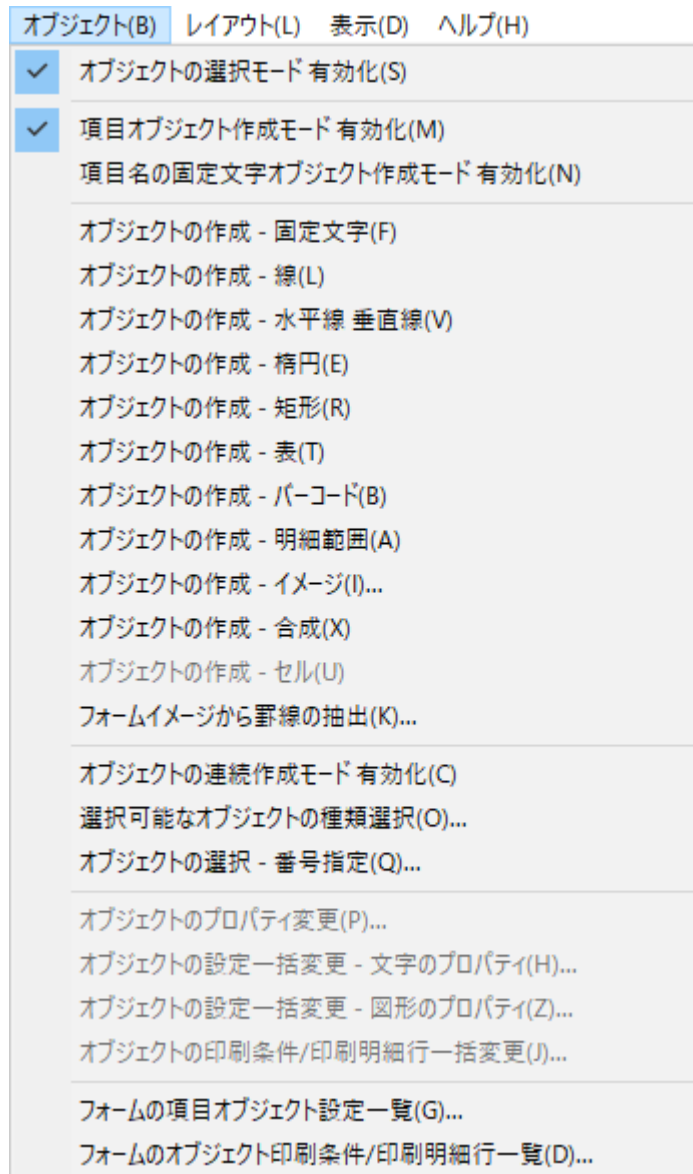 オブジェクト(B) レイアウト(L) 表示(D) ヘルプ(H)
オブジェクトの選択モード 有効化(S)
項目オブジェクト作成モード 有効化(M)
項目名の固定文字オブジェクト作成モード 有効化(N)
オブジェクトの作成 - 固定文字(F)
オブジェクトの作成 - 線(L)
オブジェクトの作成 - 水平線 垂直線(V)
オブジェクトの作成 - 楕円(E)
オブジェクトの作成 - 矩形(R)
オブジェクトの作成 - 表(T)
オブジェクトの作成 - バーコード(B)
オブジェクトの作成 - 明細範囲(A)
オブジェクトの作成 - イメージ(I)...
オブジェクトの作成 - 合成(X)
オブジェクトの作成 - セル(U)
フォームイメージから罫線の抽出(K)...
オブジェクトの連続作成モード 有効化(C)
選択可能なオブジェクトの種類選択(O)...
オブジェクトの選択 - 番号指定(Q)...
オブジェクトのプロパティ変更(P)...
オブジェクトの設定一括変更 - 文字のプロパティ(H)...
オブジェクトの設定一括変更 - 図形のプロパティ(Z)...
オブジェクトの印刷条件/印刷明細行一括変更(J)...
フォームの項目オブジェクト設定一覧(G)...
フォームのオブジェクト印刷条件/印刷明細行一覧(D)...